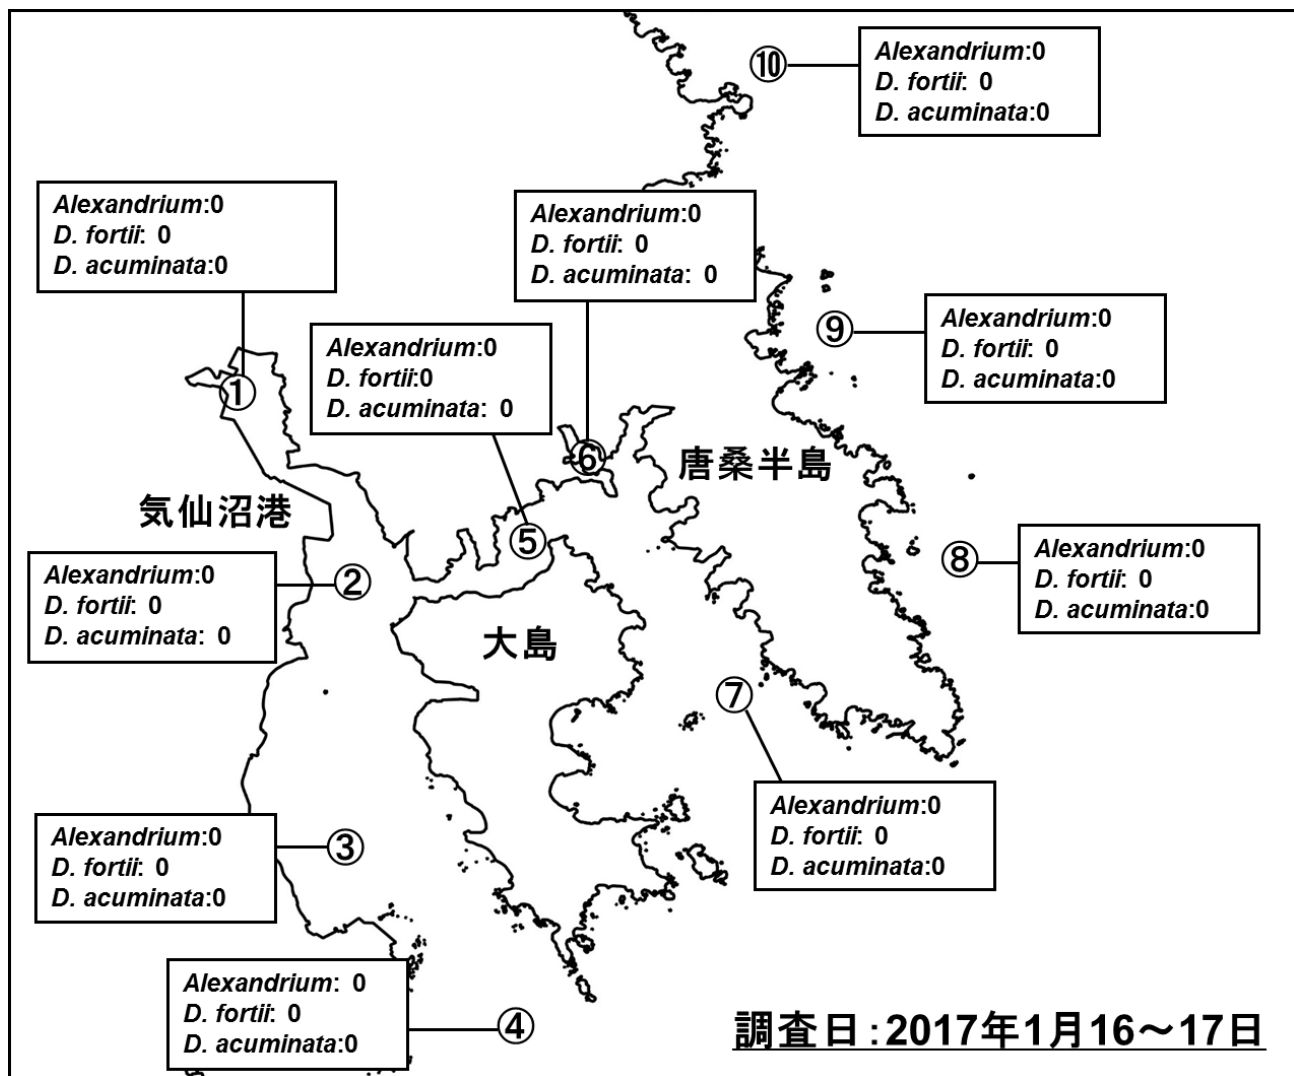 ⑩
Alexandrium:0
D. fortii: 0
D. acuminata:0
Alexandrium:0
D. fortii: 0
D. acuminata:0
①
Alexandrium:0
D. fortii: 0
D. acuminata: 0
⑥
Alexandrium:0
D. fortii: 0
D. acuminata:0
⑨
Alexandrium:0
D. fortii:0
D. acuminata: 0
⑤
唐桑半島
気仙沼港
Alexandrium:0
D. fortii: 0
D. acuminata:0
⑧
Alexandrium:0
D. fortii: 0
D. acuminata: 0
②
大島
⑦
Alexandrium:0
D. fortii: 0
D. acuminata:0
Alexandrium:0
D. fortii: 0
D. acuminata:0
③
Alexandrium: 0
D. fortii: 0
D. acuminata:0
④
調査日:2017年1月16～17日